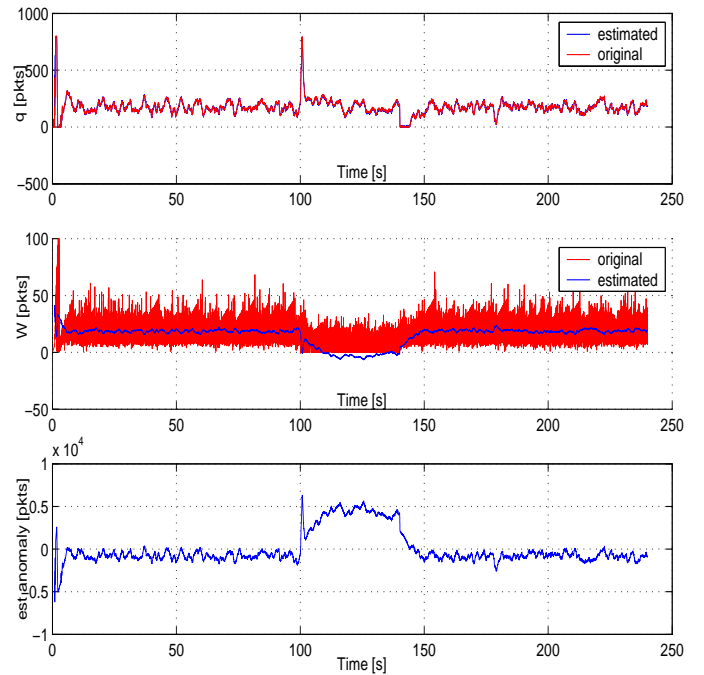 1000
500
0
−500
q [pkts]
estimated
original
Time [s]
0 50 100 150 200 250
100
50
0
−50
W [pkts]
original
estimated
Time [s]
0 50 100 150 200 250
x 10^4
1
0.5
0
−0.5
−1
est anomaly [pkts]
0 50 100 150 200 250
Time [s]